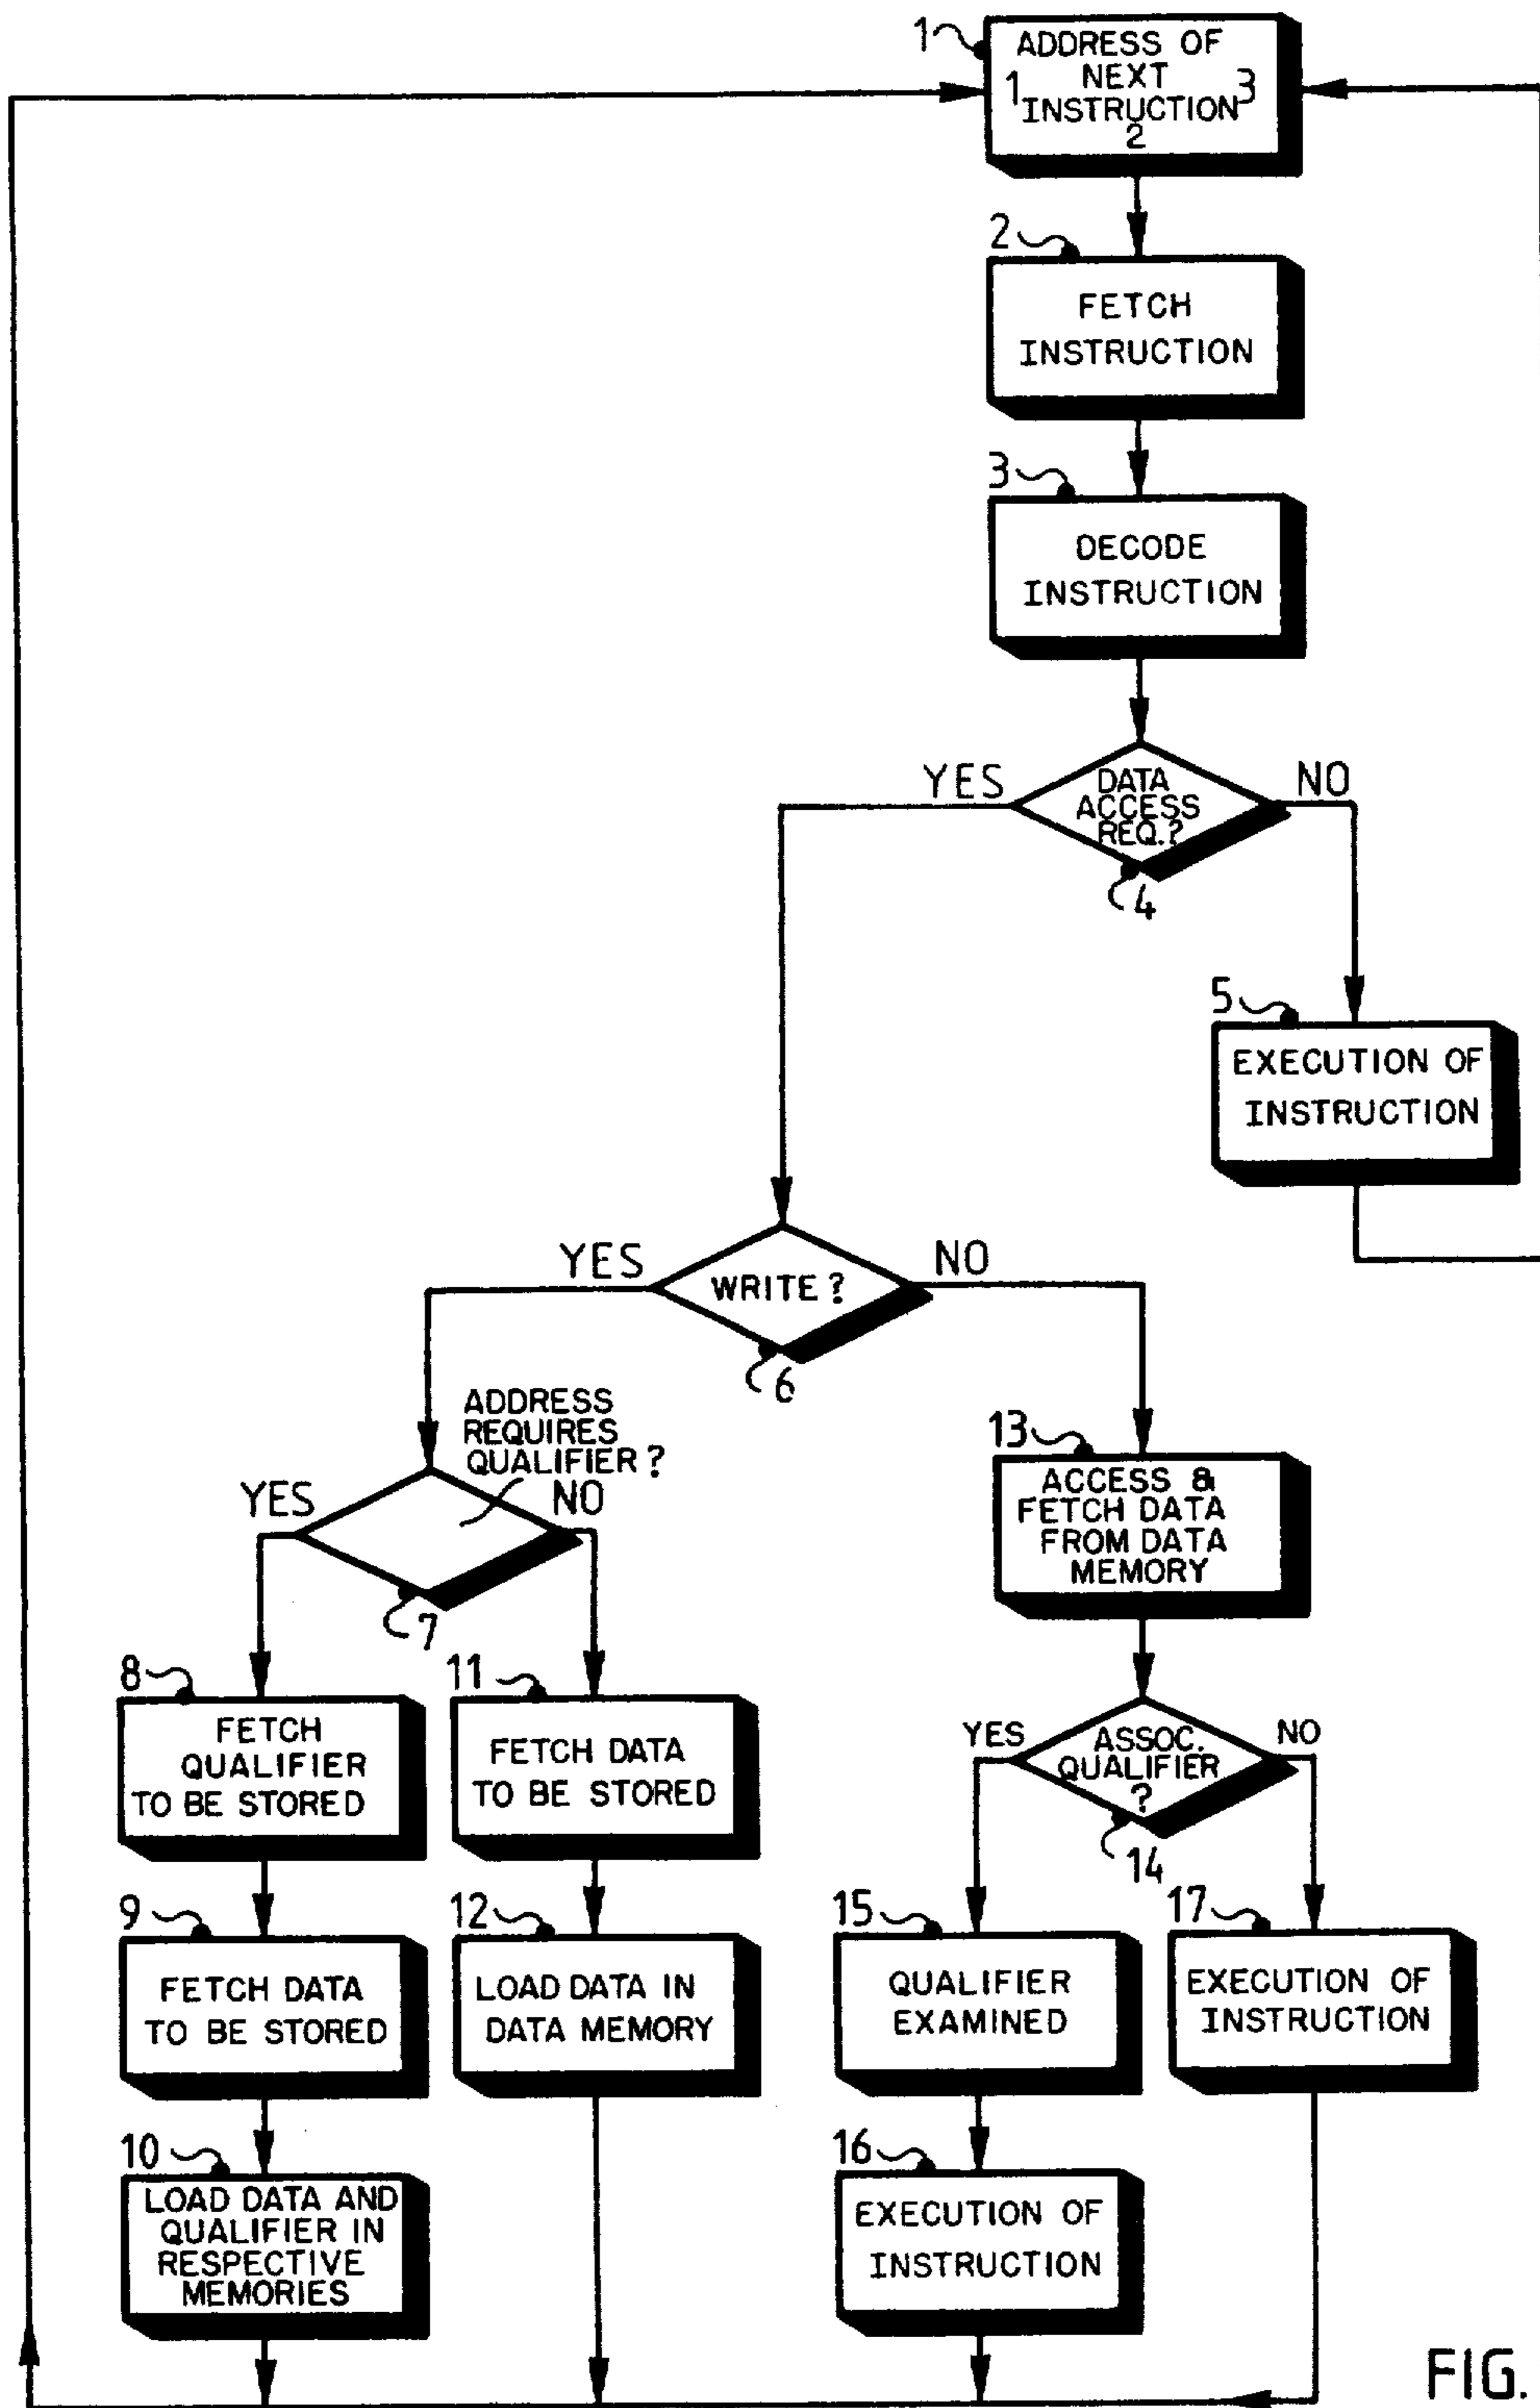 1
ADDRESS OF
NEXT
1 INSTRUCTION 3
2
2
FETCH
INSTRUCTION
3
DECODE
INSTRUCTION
YES
DATA
ACCESS
REQ.?
NO
4
5
EXECUTION OF
INSTRUCTION
YES
WRITE?
NO
6
ADDRESS
REQUIRES
QUALIFIER?
YES
NO
7
13
ACCESS &
FETCH DATA
FROM DATA
MEMORY
8
FETCH
QUALIFIER
TO BE STORED
11
FETCH DATA
TO BE STORED
YES
ASSOC.
QUALIFIER
?
NO
14
9
FETCH DATA
TO BE STORED
12
LOAD DATA IN
DATA MEMORY
15
QUALIFIER
EXAMINED
17
EXECUTION OF
INSTRUCTION
10
LOAD DATA AND
QUALIFIER IN
RESPECTIVE
MEMORIES
16
EXECUTION OF
INSTRUCTION
FIG.